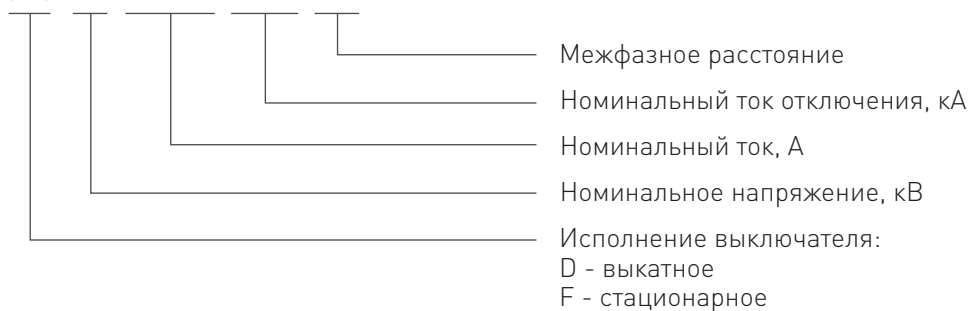 Межфазное расстояние
Номинальный ток отключения, кА
Номинальный ток, А
Номинальное напряжение, кВ
Исполнение выключателя:
D - выкатное
F - стационарное